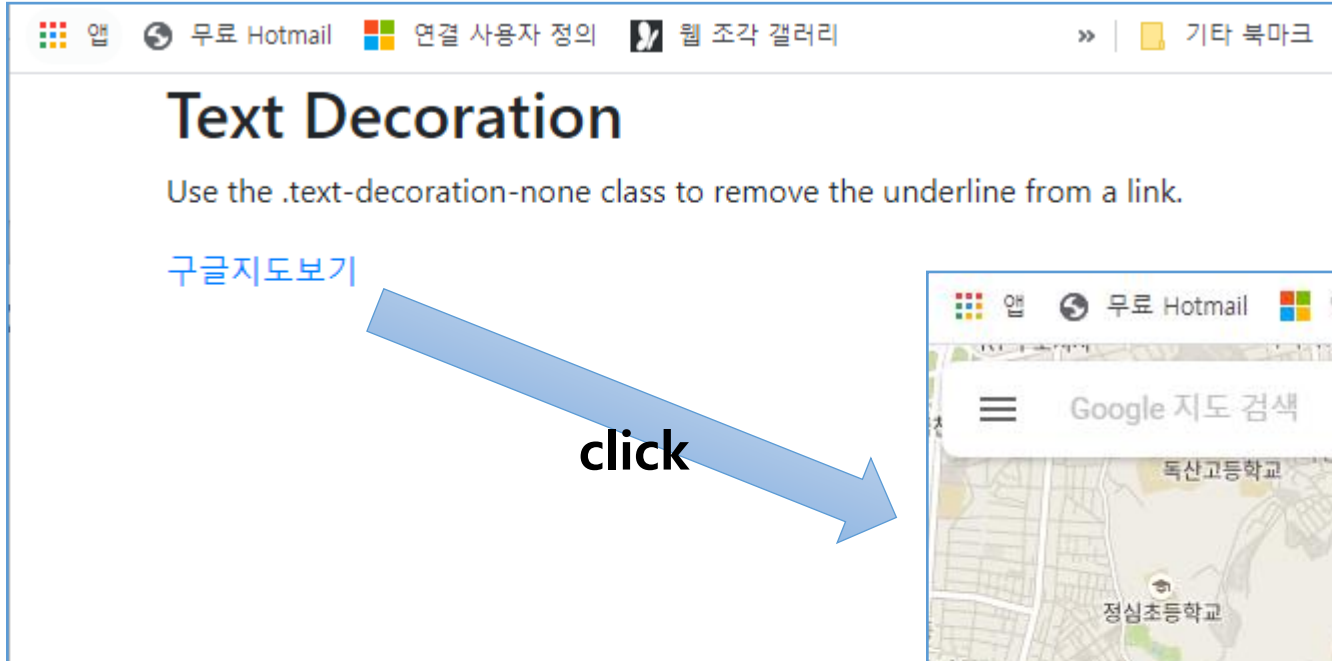 앱 무료 Hotmail 연결 사용자 정의 웹 조각 갤러리 » 기타 북마크
Text Decoration
Use the .text-decoration-none class to remove the underline from a link.
구글지도보기
click
앱 무료 Hotmail
Google 지도 검색
독산고등학교
정심초등학교